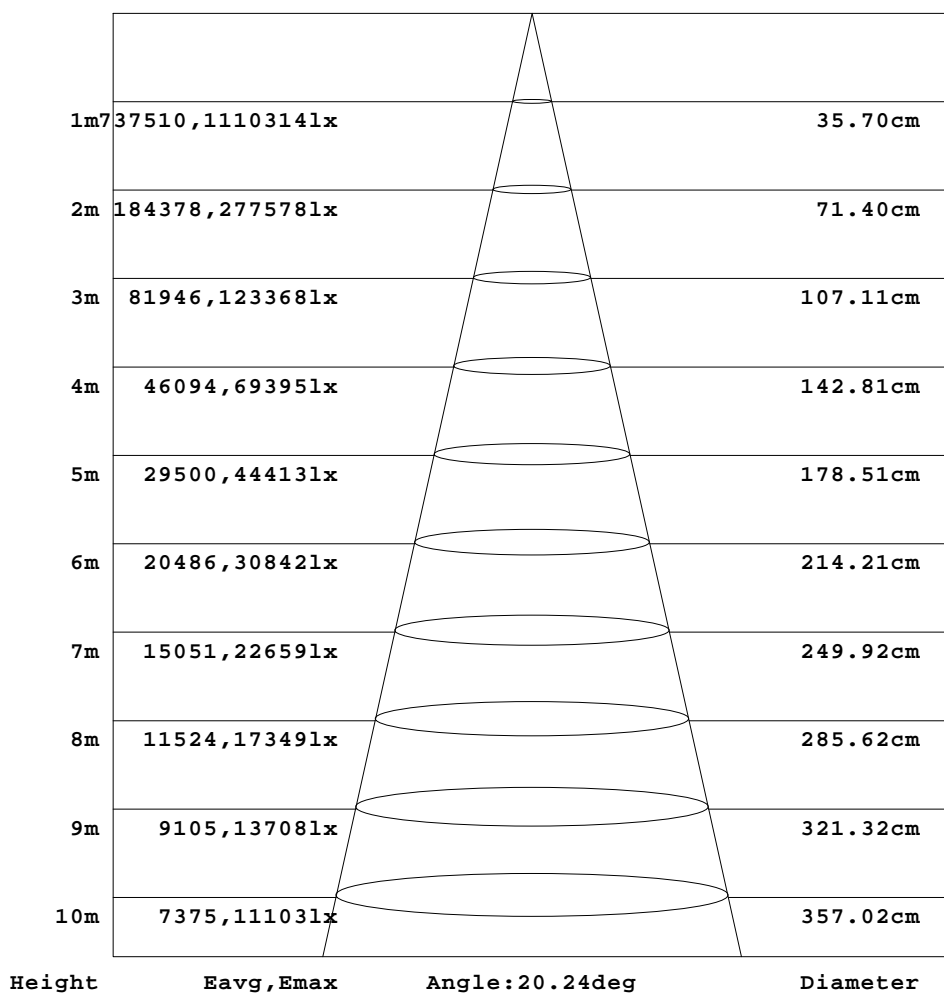 1m737510,1110314lx 35.70cm
2m 184378,277578lx 71.40cm
3m 81946,123368lx 107.11cm
4m 46094,69395lx 142.81cm
5m 29500,44413lx 178.51cm
6m 20486,30842lx 214.21cm
7m 15051,22659lx 249.92cm
8m 11524,17349lx 285.62cm
9m 9105,13708lx 321.32cm
10m 7375,11103lx 357.02cm
Height Eavg,Emax Angle:20.24deg Diameter